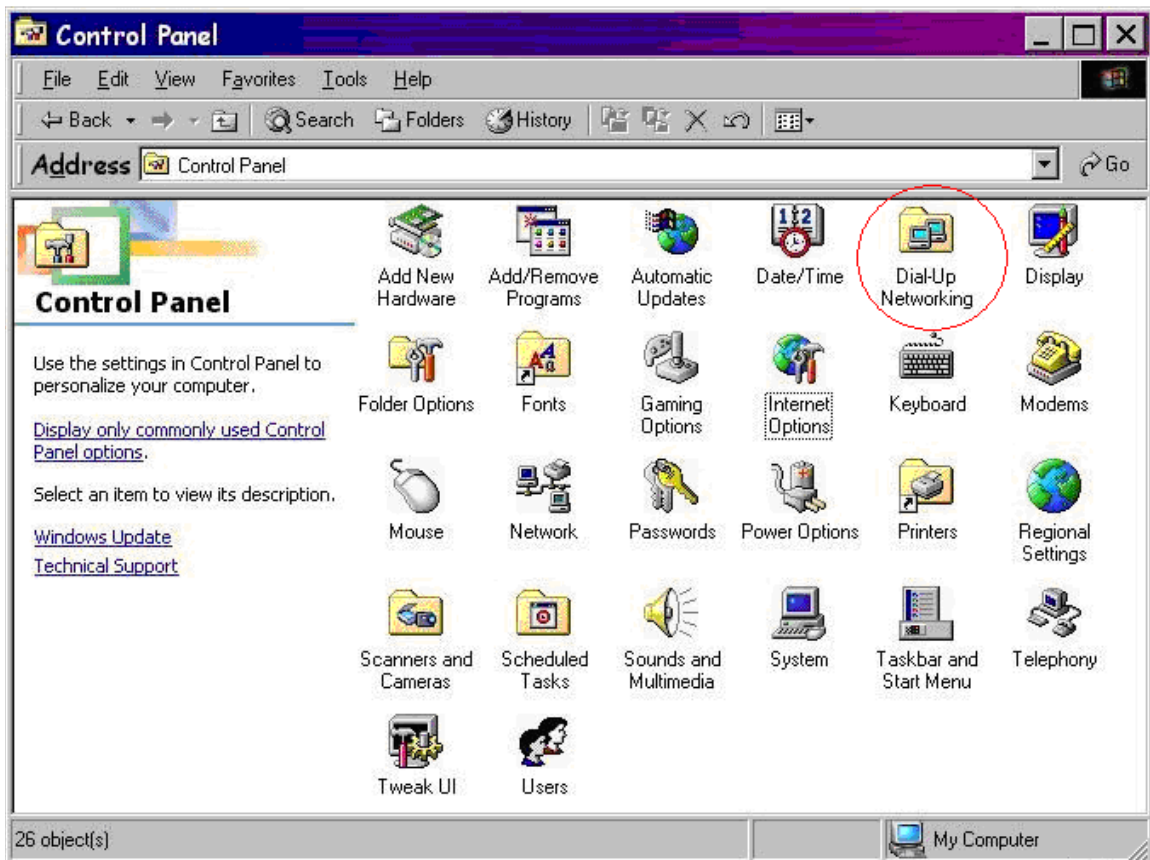 Control Panel
File Edit View Favorites Tools Help
Back Search Folders History
Address Control Panel Go
Control Panel
Use the settings in Control Panel to
personalize your computer.
Display only commonly used Control
Panel options.
Select an item to view its description.
Windows Update
Technical Support
Add New
Hardware
Add/Remove
Programs
Automatic
Updates
Date/Time
Dial-Up
Networking
Display
Folder Options
Fonts
Gaming
Options
Internet
Options
Keyboard
Modems
Mouse
Network
Passwords
Power Options
Printers
Regional
Settings
Scanners and
Cameras
Scheduled
Tasks
Sounds and
Multimedia
System
Taskbar and
Start Menu
Telephony
Tweak UI
Users
26 object(s)
My Computer